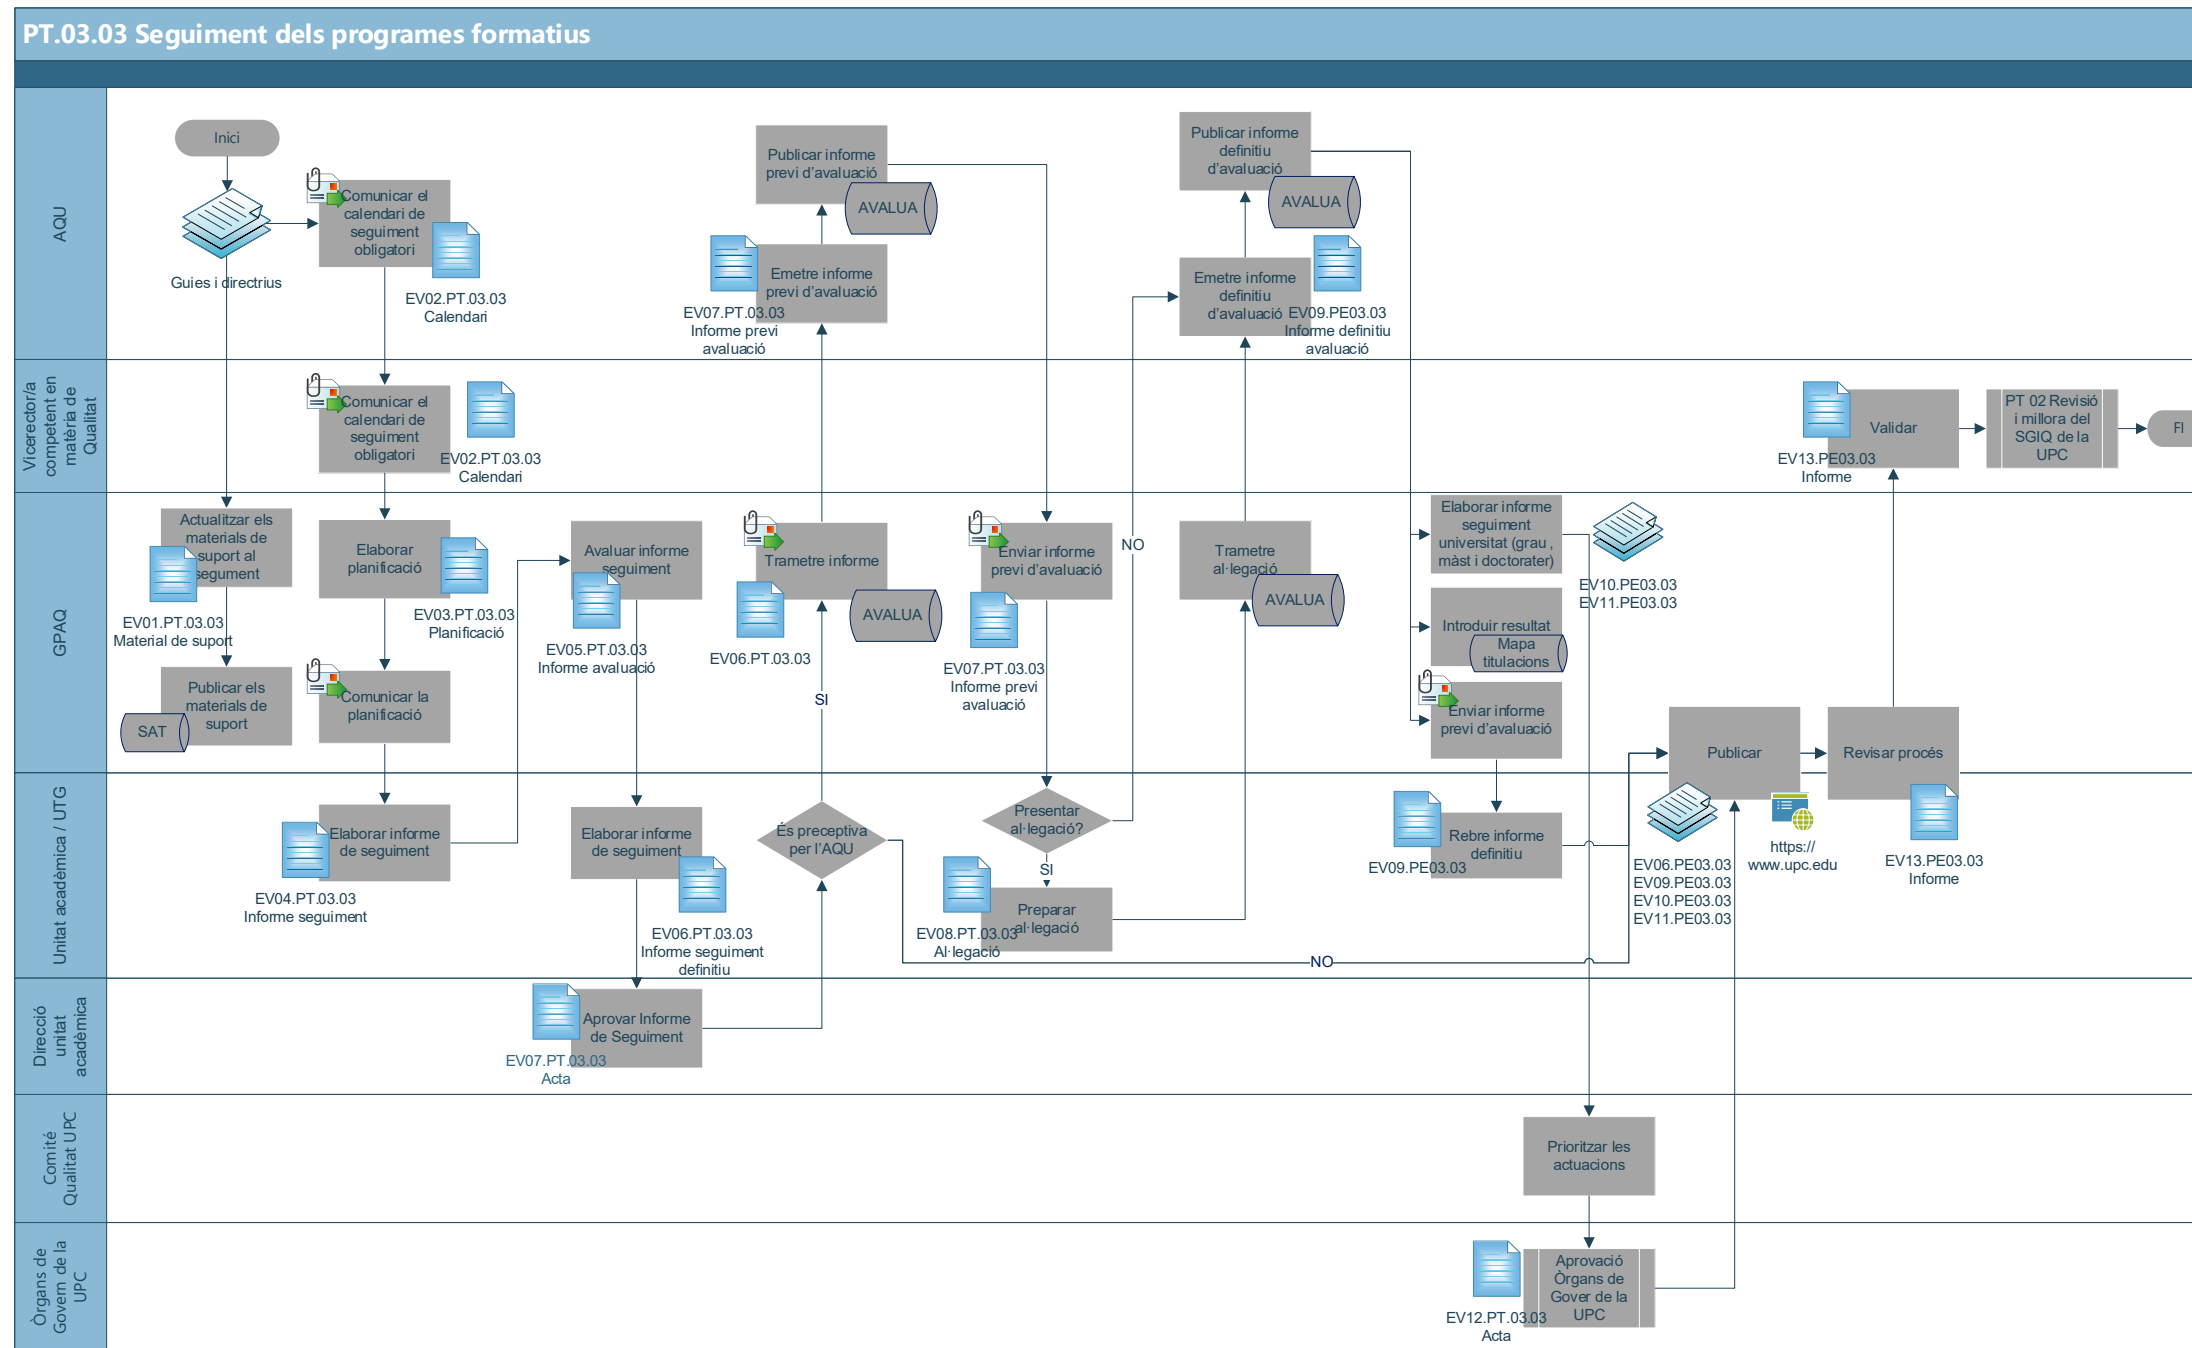 PT.03.03 Seguiment dels programes formatius
AQU
Inici
Guies i directrius
Comunicar el
calendari de
seguiment
obligatori
EV02.PT.03.03
Calendari
Publicar informe
previ d’avaluació
AVALUA
Emetre informe
previ d’avaluació
EV07.PT.03.03
Informe previ
avaluació
Publicar informe
definitiu
d’avaluació
AVALUA
Emetre informe
definitiu
d’avaluació
EV09.PE03.03
Informe definitiu
avaluació
Vicerector/a
competent en
matèria de
Qualitat
Comunicar el
calendari de
seguiment
obligatori
EV02.PT.03.03
Calendari
Validar
EV13.PE03.03
Informe
PT 02 Revisió
i millora del
SGIQ de la
UPC
FI
GPAQ
Actualitzar els
materials de
suport al
segument
EV01.PT.03.03
Material de suport
Publicar els
materials de
suport
SAT
Elaborar
planificació
EV03.PT.03.03
Planificació
Comunicar la
planificació
Avaluar informe
seguiment
EV05.PT.03.03
Informe avaluació
Trametre informe
EV06.PT.03.03
AVALUA
SI
Enviar informe
previ d’avaluació
EV07.PT.03.03
Informe previ
avaluació
NO
Trametre
al·legació
AVALUA
Elaborar informe
seguiment
universitat (grau ,
màst i doctorater)
EV10.PE03.03
EV11.PE03.03
Introduir resultat
Mapa
titulacions
Enviar informe
previ d’avaluació
Publicar
Revisar procés
Unitat acadèmica / UTG
Elaborar informe
de seguiment
EV04.PT.03.03
Informe seguiment
Elaborar informe
de seguiment
EV06.PT.03.03
Informe seguiment
definitiu
És preceptiva
per l’AQU
Presentar
al·legació?
SI
Preparar
al·legació
EV08.PT.03.03
Al·legació
NO
Rebre informe
definitiu
EV09.PE03.03
EV06.PE03.03
EV09.PE03.03
EV10.PE03.03
EV11.PE03.03
https://
www.upc.edu
EV13.PE03.03
Informe
Direcció
unitat
acadèmica
Aprovar Informe
de Seguiment
EV07.PT.03.03
Acta
Comité
Qualitat UPC
Prioritzar les
actuacions
Òrgans de
Govern de la
UPC
Aprovació
Òrgans de
Gover de la
UPC
EV12.PT.03.03
Acta